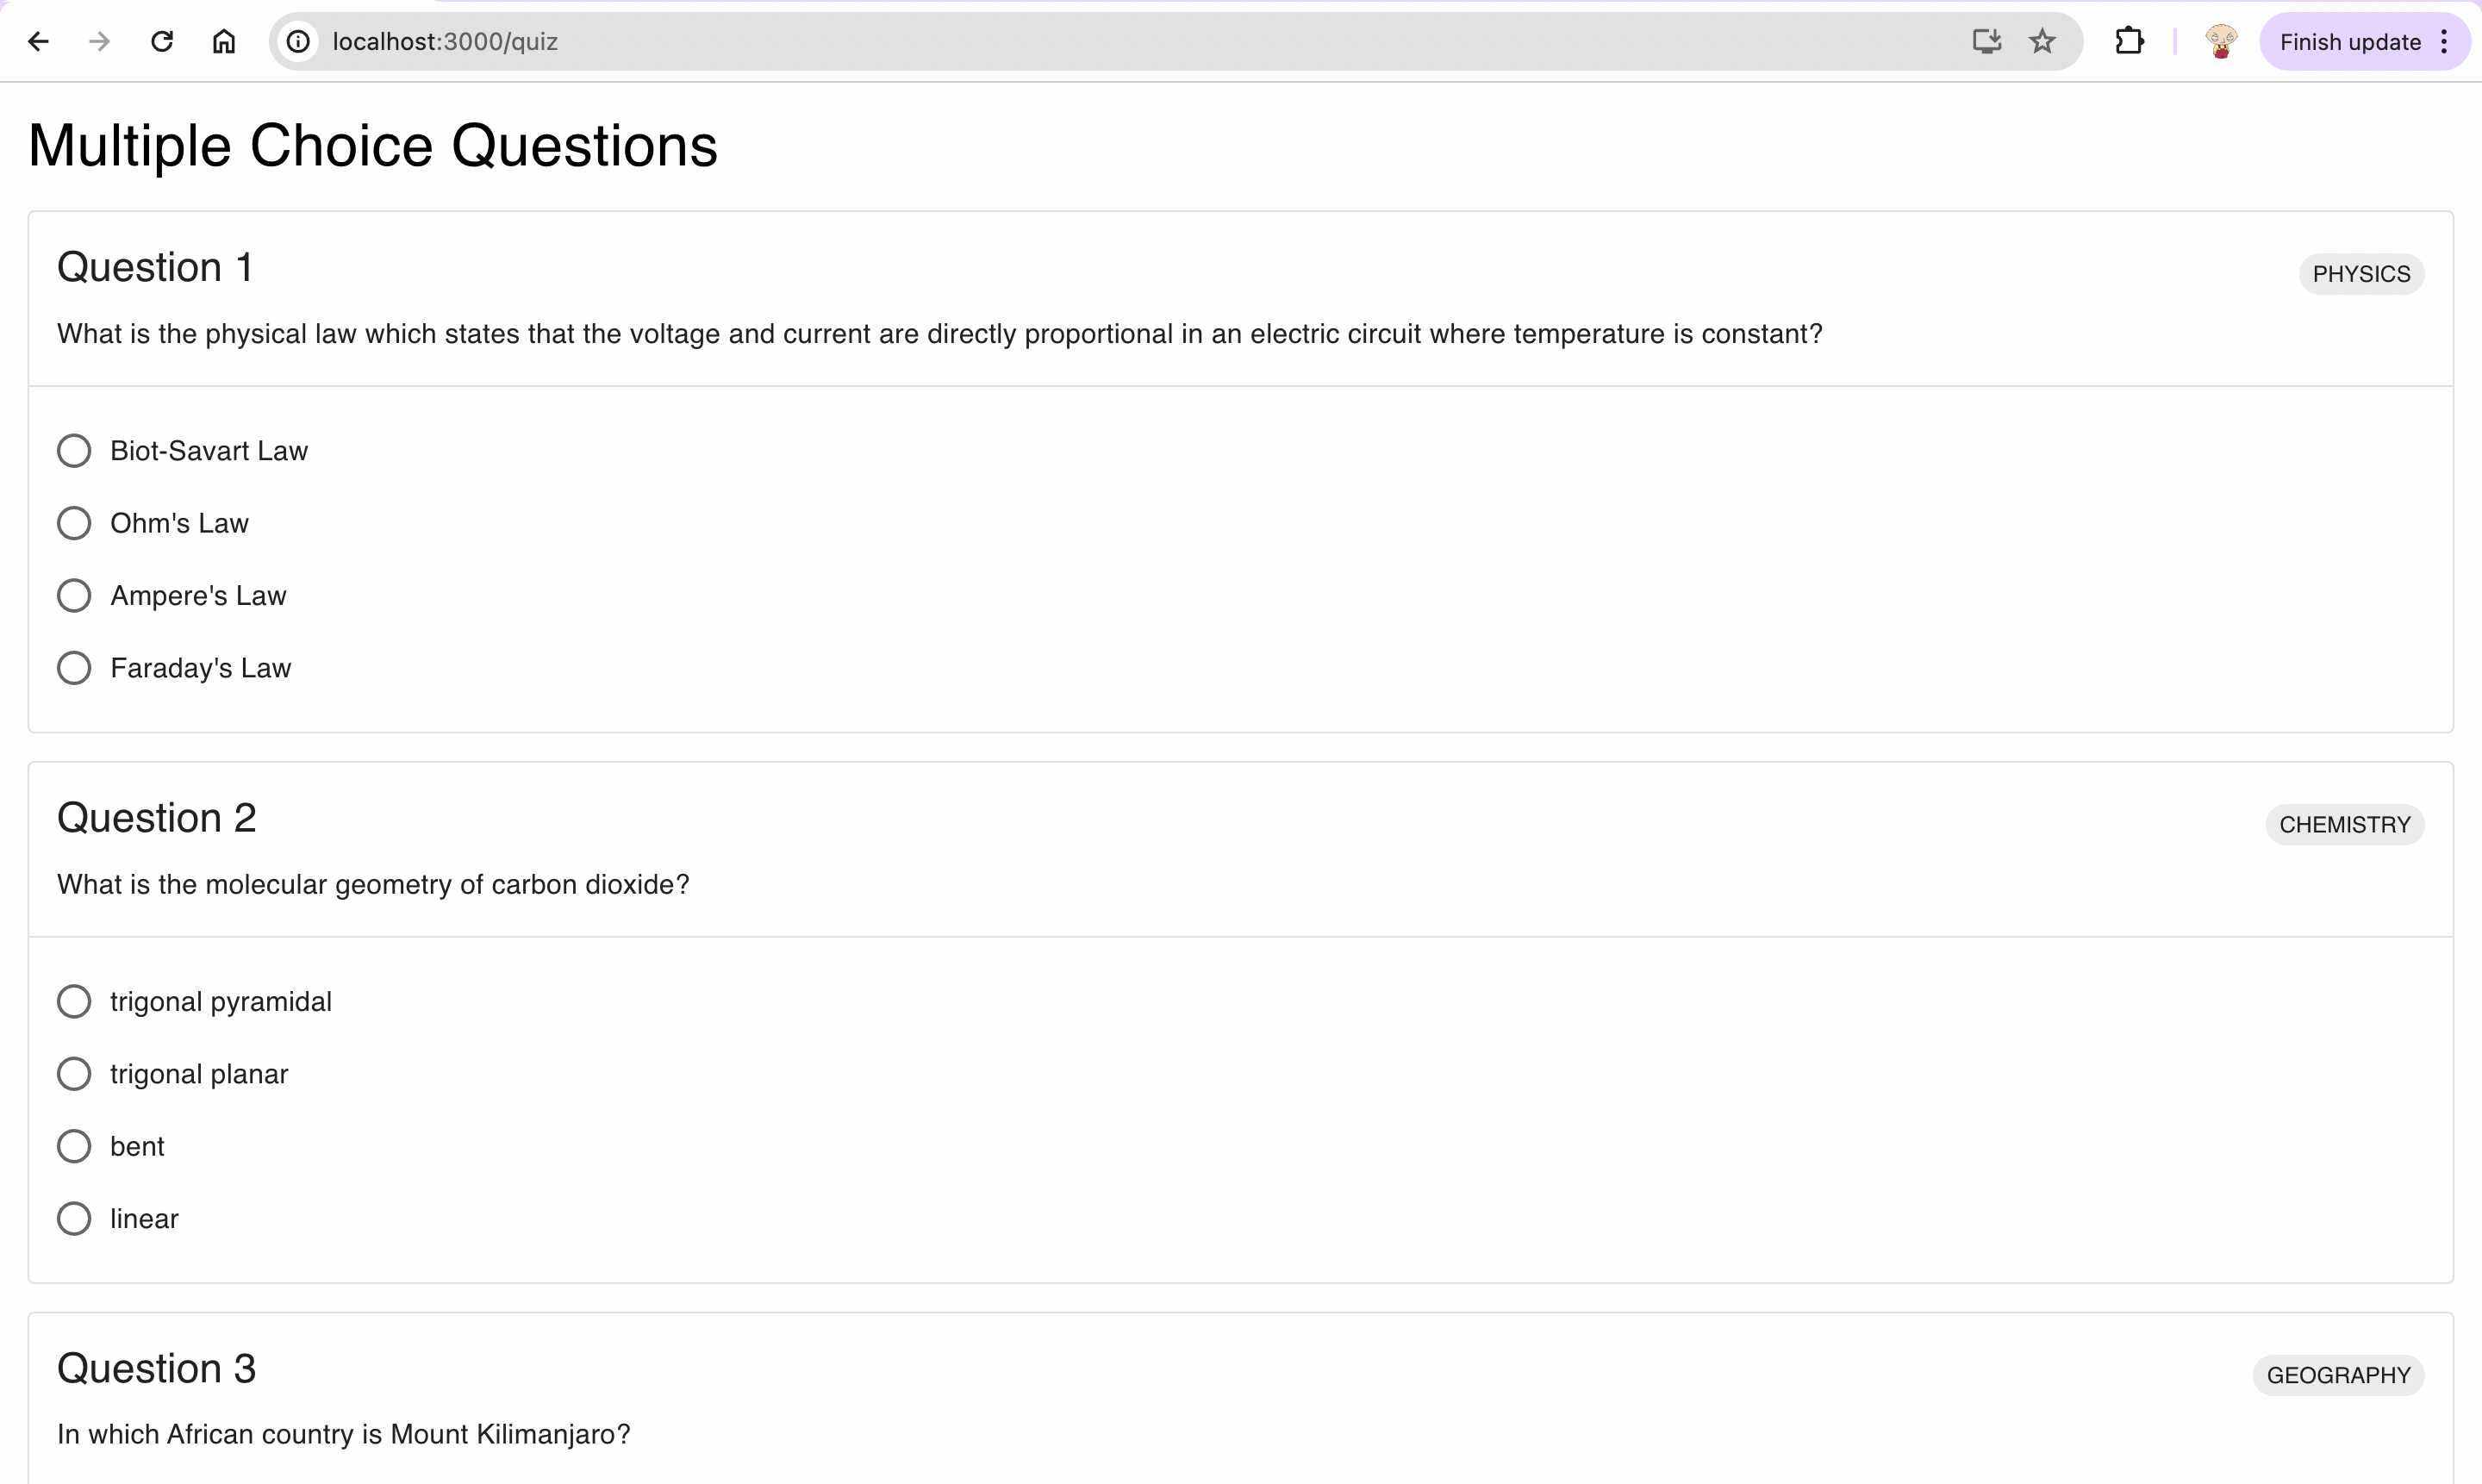 localhost:3000/quiz
Finish update
Multiple Choice Questions
Question 1
PHYSICS
What is the physical law which states that the voltage and current are directly proportional in an electric circuit where temperature is constant?
Biot-Savart Law
Ohm's Law
Ampere's Law
Faraday's Law
Question 2
CHEMISTRY
What is the molecular geometry of carbon dioxide?
trigonal pyramidal
trigonal planar
bent
linear
Question 3
GEOGRAPHY
In which African country is Mount Kilimanjaro?